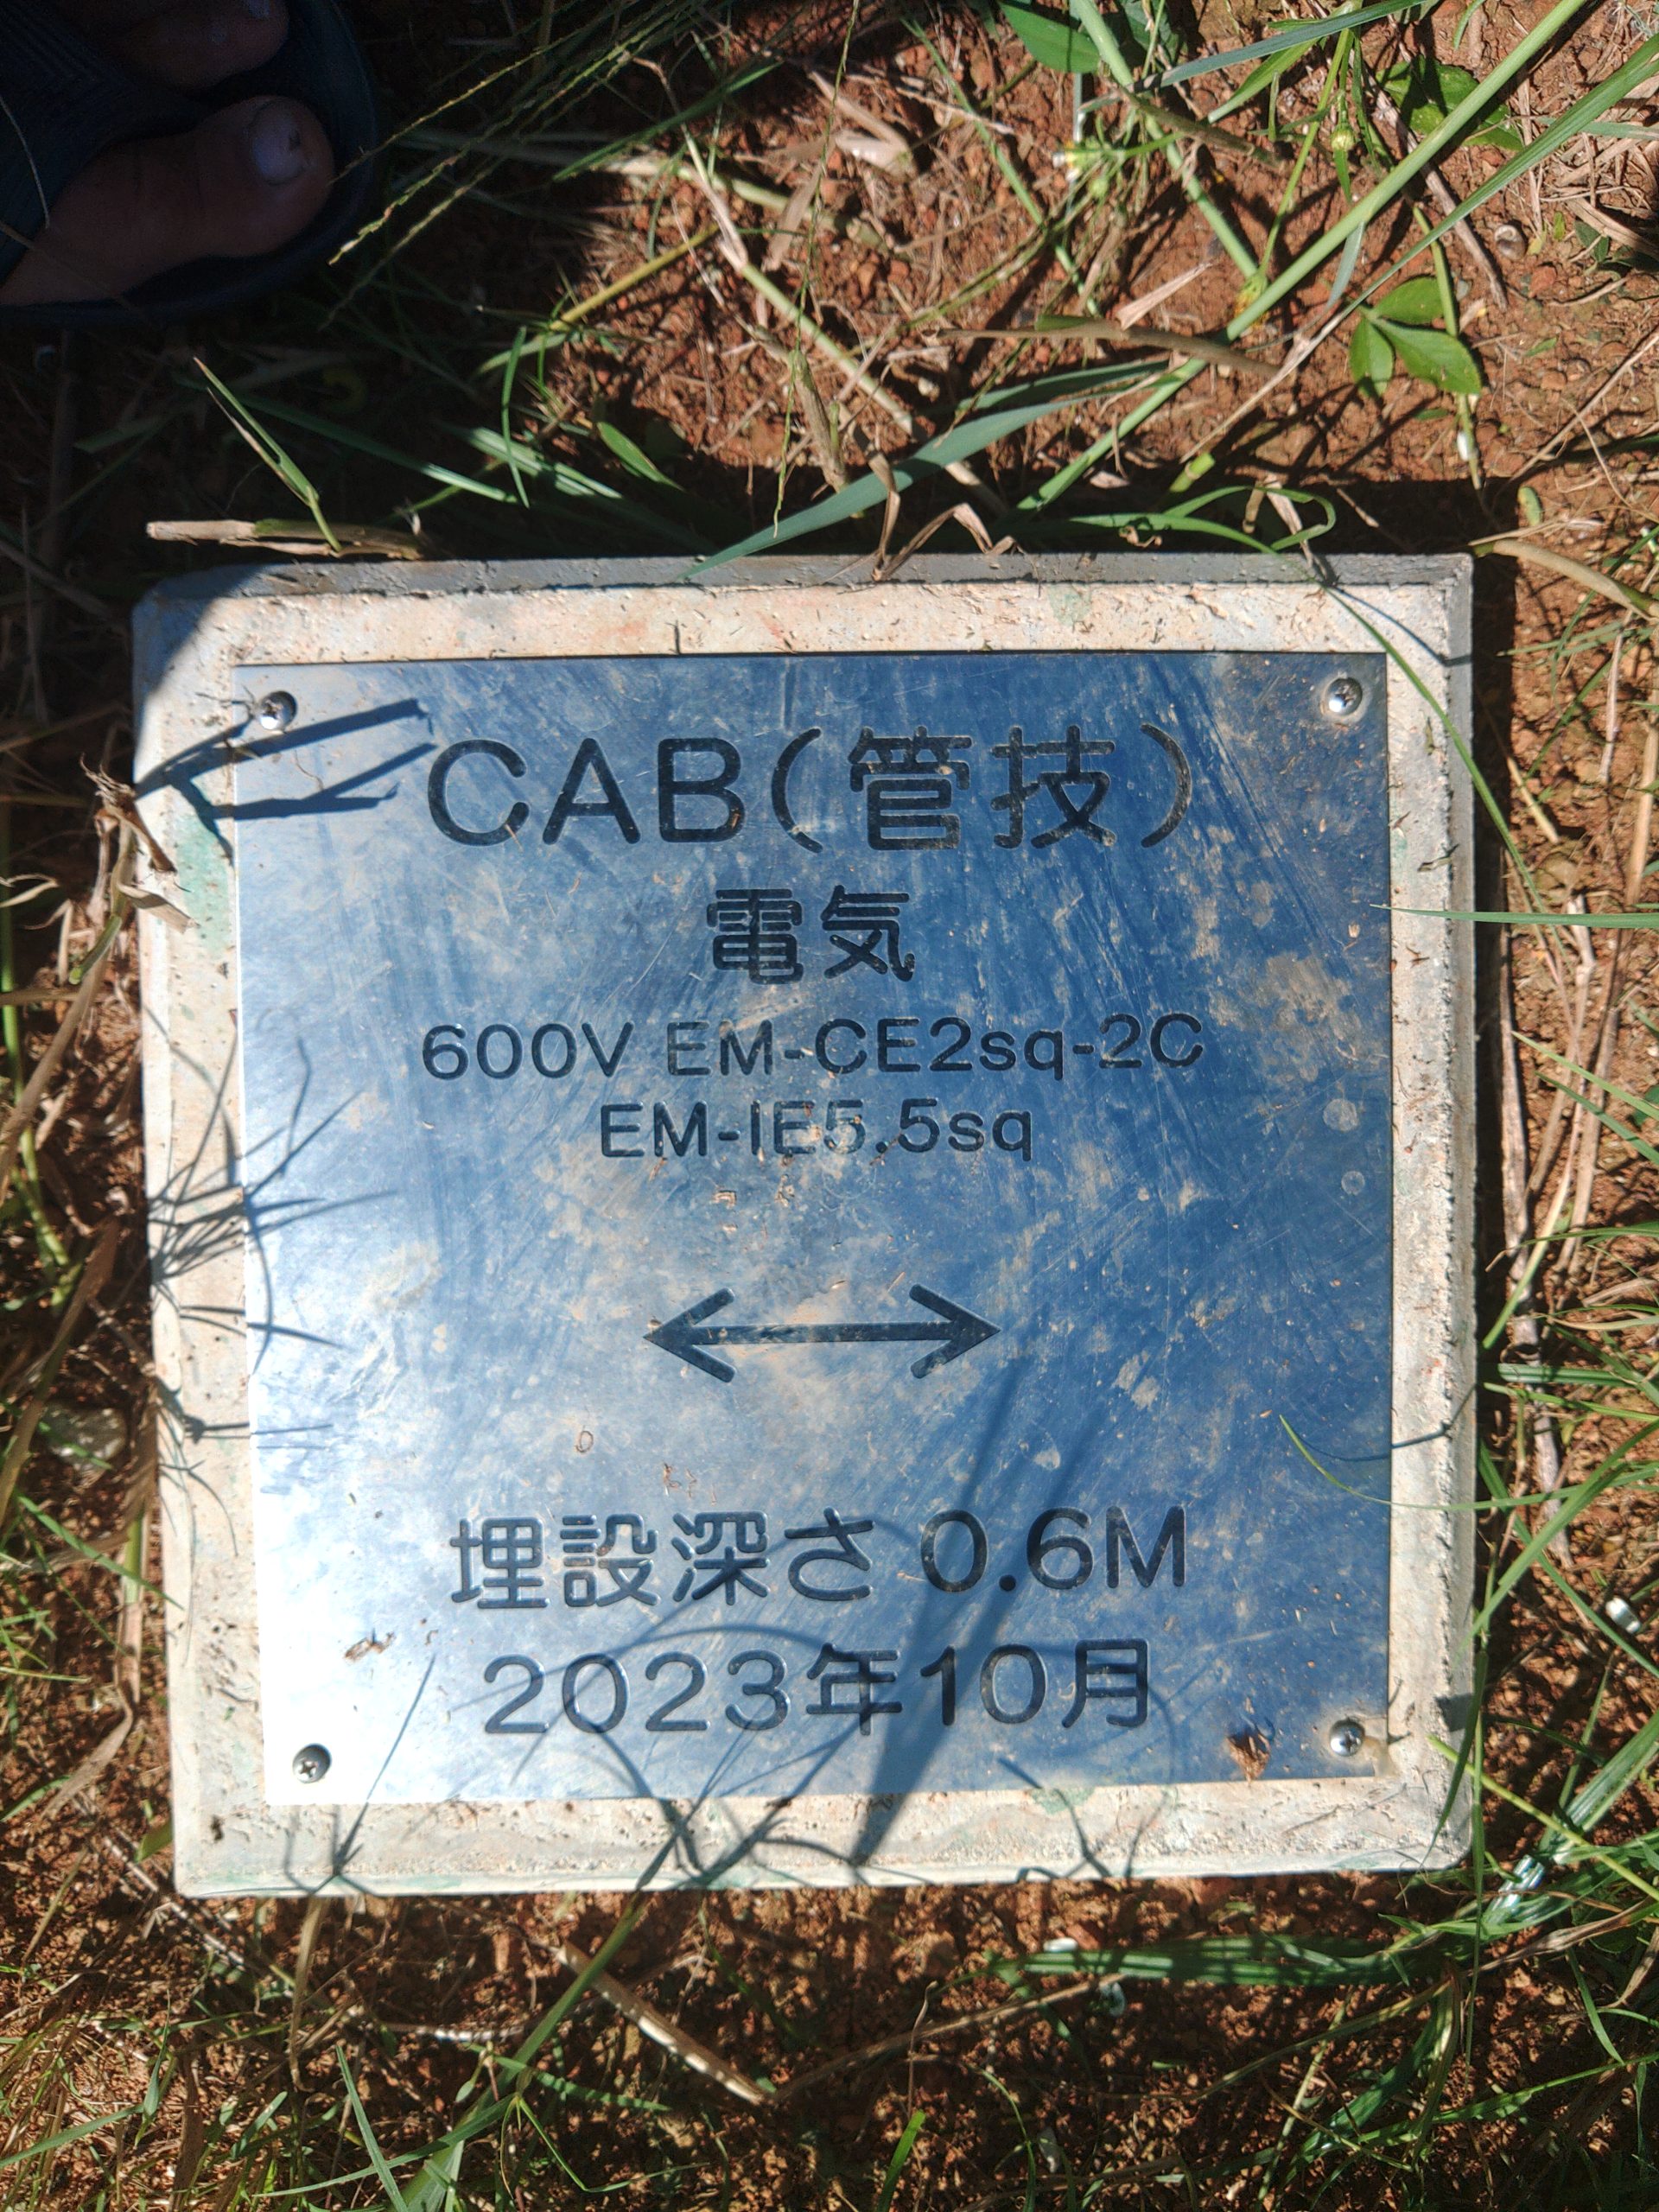 CAB(管技)
電気
600V EM-CE2sq-2C
EM-IE5.5sq
埋設深さ 0.6M
2023年10月